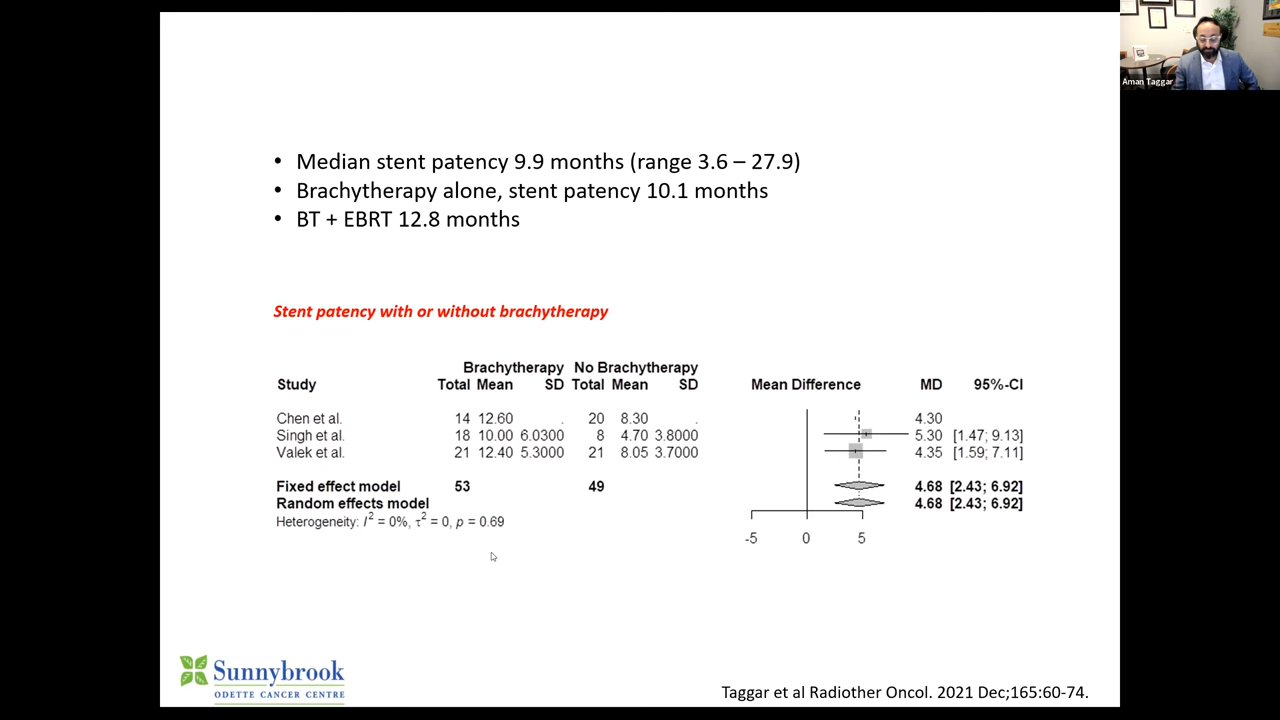 Aman Taggar
• Median stent patency 9.9 months (range 3.6 – 27.9)
• Brachytherapy alone, stent patency 10.1 months
• BT + EBRT 12.8 months
Stent patency with or without brachytherapy
Brachytherapy No Brachytherapy
Study Total Mean SD Total Mean SD Mean Difference MD 95%-CI
Chen et al. 14 12.60 . 20 8.30 . 4.30
Singh et al. 18 10.00 6.0300 8 4.70 3.8000 5.30 [1.47; 9.13]
Valek et al. 21 12.40 5.3000 21 8.05 3.7000 4.35 [1.59; 7.11]
Fixed effect model 53 49 4.68 [2.43; 6.92]
Random effects model 4.68 [2.43; 6.92]
Heterogeneity: I² = 0%, τ² = 0, p = 0.69
-5 0 5
Sunnybrook
ODETTE CANCER CENTRE
Taggar et al Radiother Oncol. 2021 Dec;165:60-74.